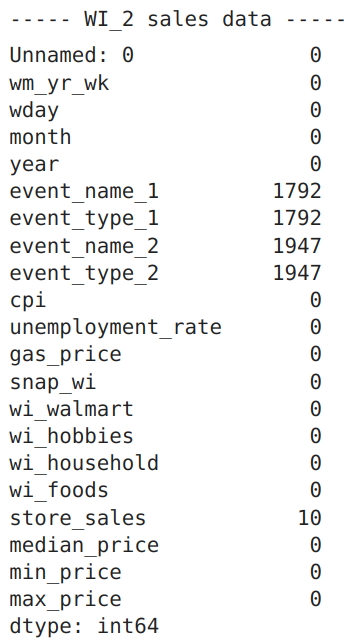 ----- WI_2 sales data -----
Unnamed: 0 0
wm_yr_wk 0
wday 0
month 0
year 0
event_name_1 1792
event_type_1 1792
event_name_2 1947
event_type_2 1947
cpi 0
unemployment_rate 0
gas_price 0
snap_wi 0
wi_walmart 0
wi_hobbies 0
wi_household 0
wi_foods 0
store_sales 10
median_price 0
min_price 0
max_price 0
dtype: int64